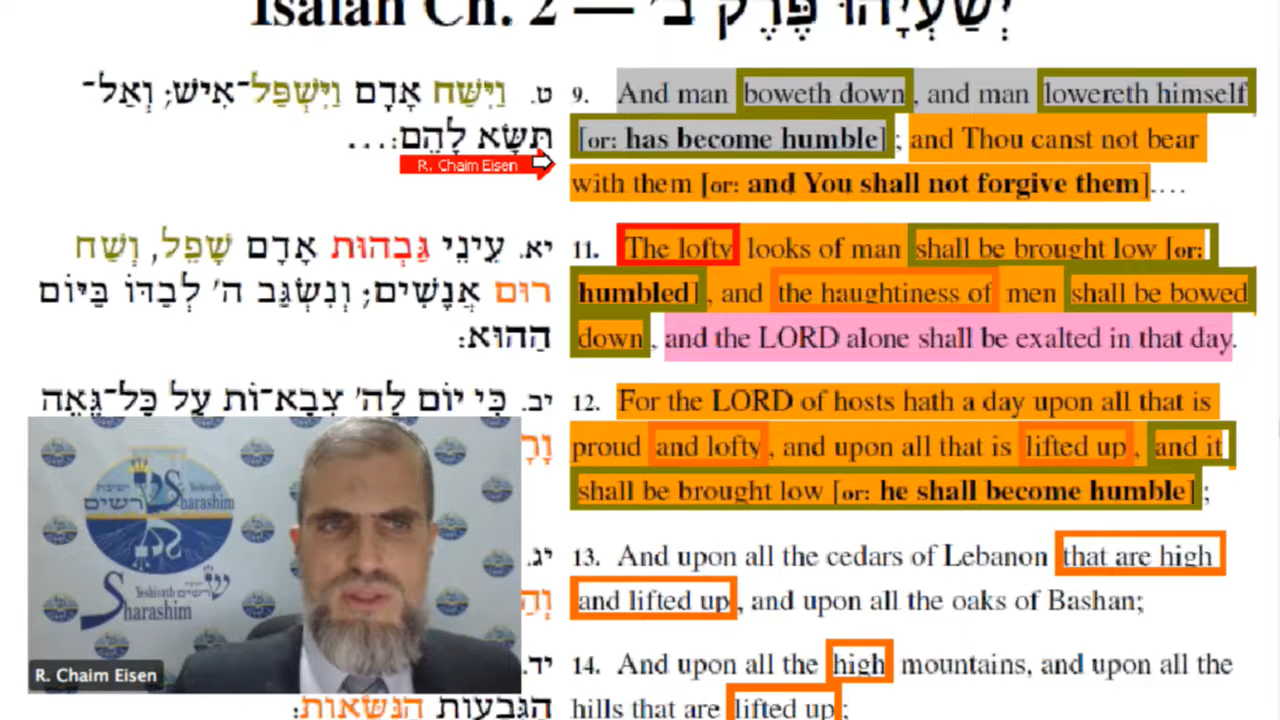 Isaiah Ch. 2 — יְשַׁעְיָהוּ פֶּרֶק ב'
ט. וַיִּשַּׁח אָדָם וַיִּשְׁפַּל־אִישׁ; וְאַל־
תִּשָּׂא לָהֶם:...
R. Chaim Eisen
9. And man boweth down, and man lowereth himself
[or: has become humble]; and Thou canst not bear
with them [or: and You shall not forgive them]....
יא. עֵינֵי גַּבְהוּת אָדָם שָׁפֵל, וְשַׁח
רוּם אֲנָשִׁים; וְנִשְׂגַּב ה' לְבַדּוֹ בַּיּוֹם
הַהוּא:
11. The lofty looks of man shall be brought low [or:
humbled], and the haughtiness of men shall be bowed
down, and the LORD alone shall be exalted in that day.
יב. כִּי יוֹם לַה' צְבָא־וֹת עַל כָּל־גֵּאֶה
12. For the LORD of hosts hath a day upon all that is
proud and lofty, and upon all that is lifted up, and it
shall be brought low [or: he shall become humble];
יג.
13. And upon all the cedars of Lebanon that are high
and lifted up, and upon all the oaks of Bashan;
יד.
הַגְּבָעוֹת הַנִּשָּׂאוֹת:
14. And upon all the high mountains, and upon all the
hills that are lifted up;
Yeshivath
Sharashim
ישיבת
שרשים
Yeshivath
Sharashim
R. Chaim Eisen